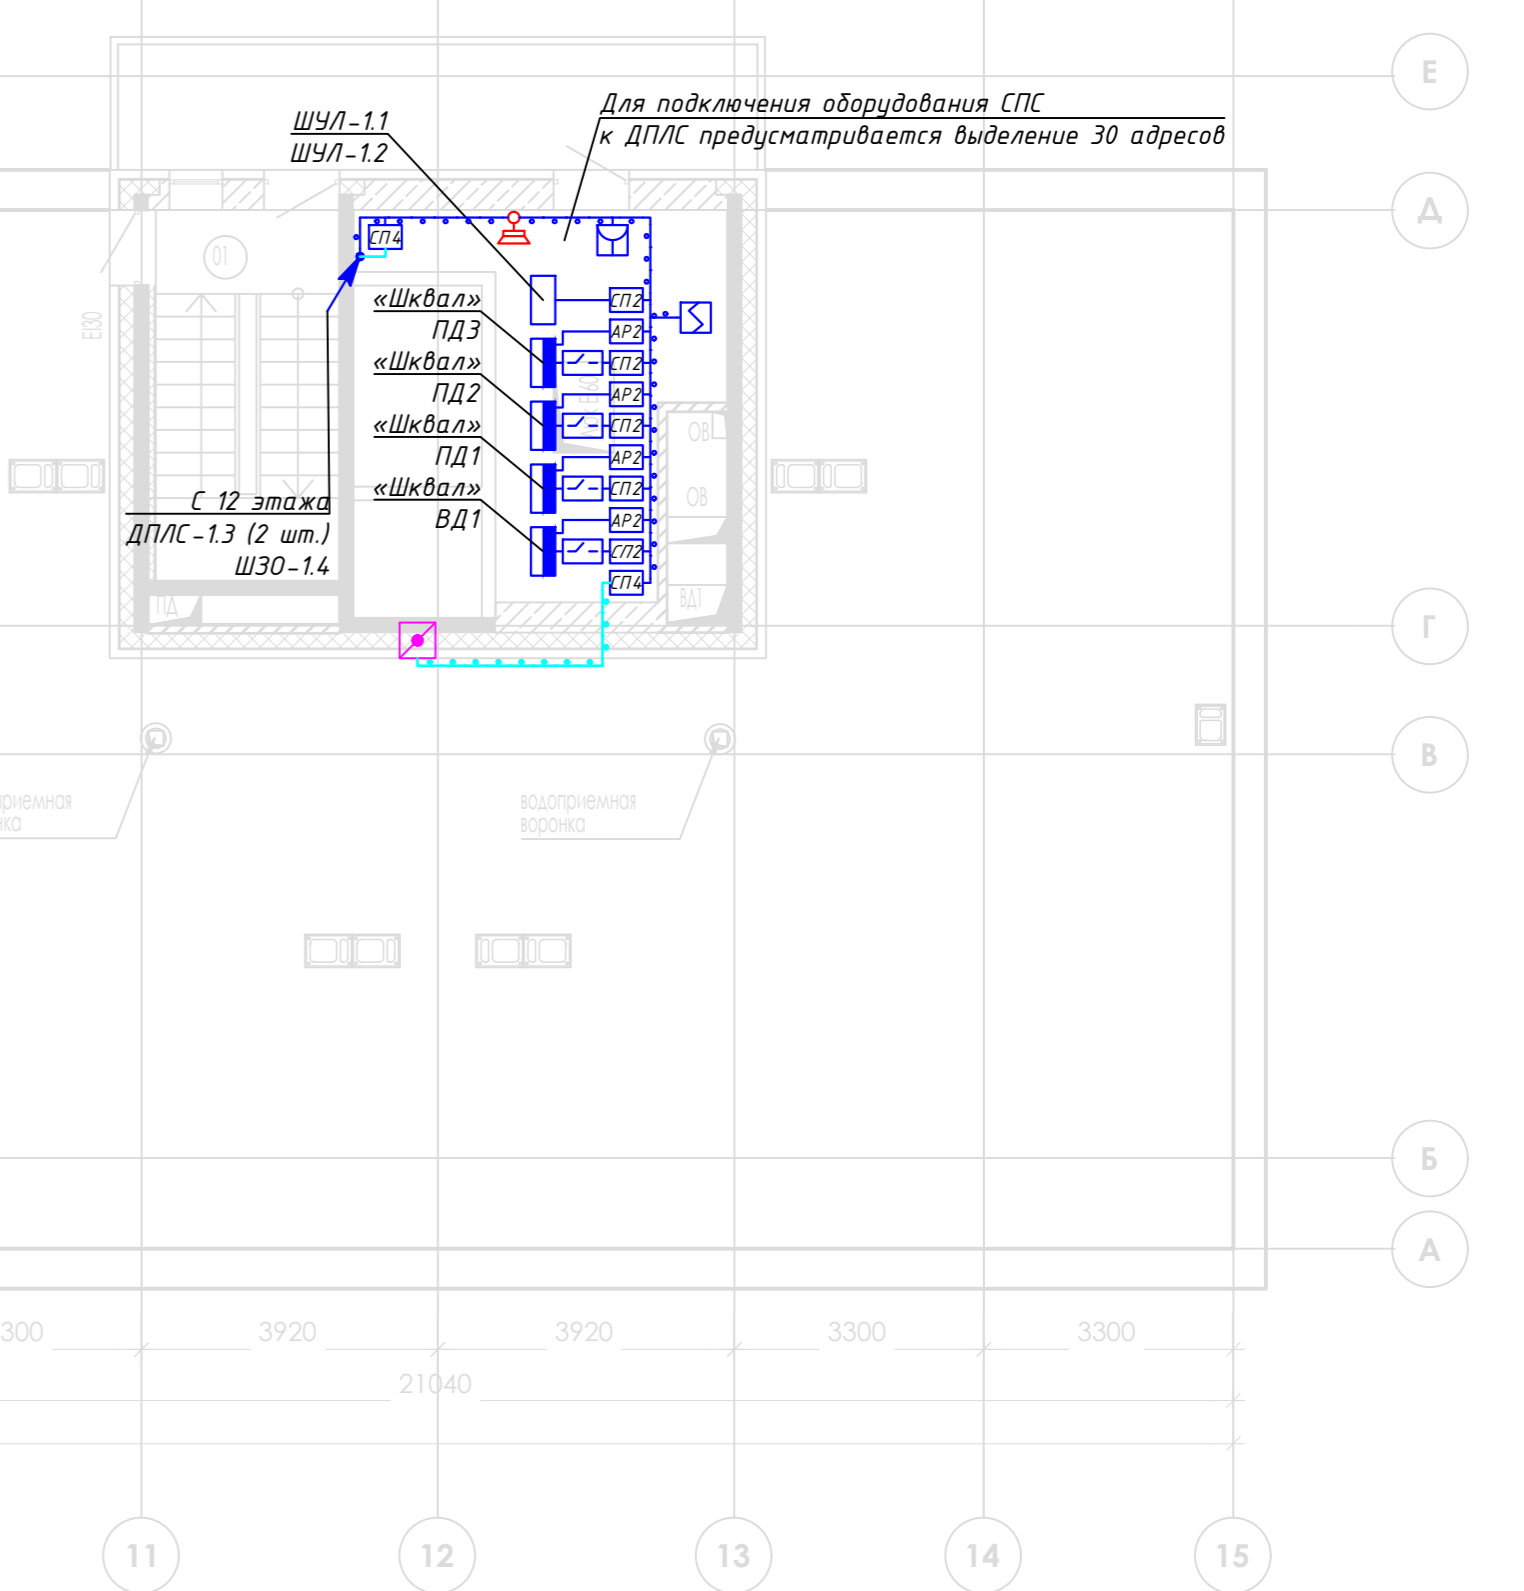 Е
Для подключения оборудования СПС
к ДПЛС предусматривается выделение 30 адресов
ШУЛ-1.1
ШУЛ-1.2
Д
СП4
01
EI30
«Шквал»
ПД3
«Шквал»
ПД2
«Шквал»
ПД1
«Шквал»
ВД1
СП2
АР2
СП2
АР2
СП2
АР2
СП2
АР2
СП2
СП4
ОВ
ОВ
ВД1
ПД
С 12 этажа
ДПЛС-1.3 (2 шт.)
ШЗО-1.4
Г
В
водоприемная
воронка
Б
А
300
3920
3920
3300
3300
21040
11
12
13
14
15